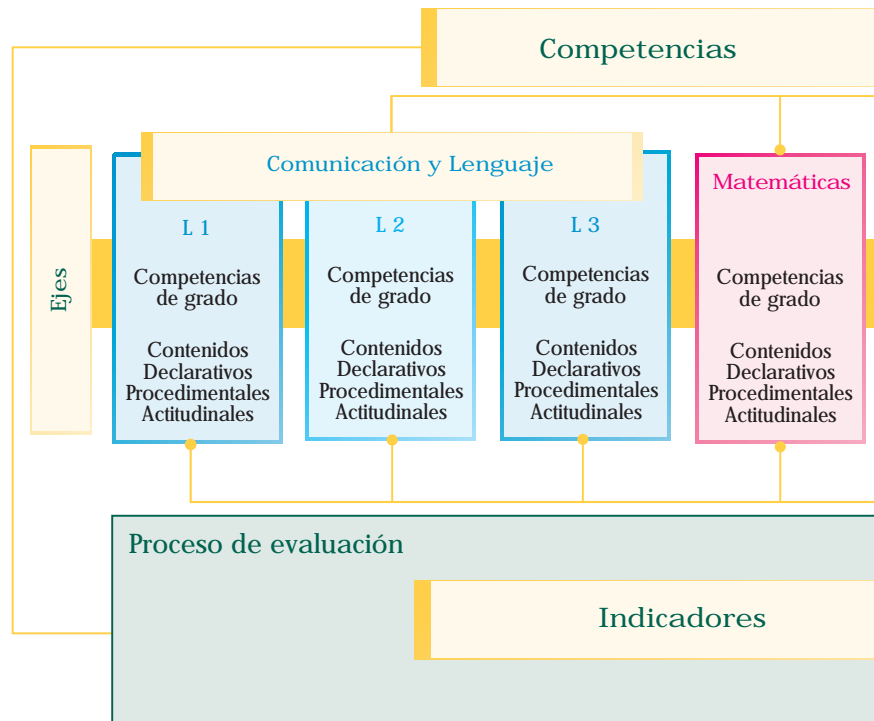 Competencias
Comunicación y Lenguaje
Ejes
L 1
Competencias
de grado
Contenidos
Declarativos
Procedimentales
Actitudinales
L 2
Competencias
de grado
Contenidos
Declarativos
Procedimentales
Actitudinales
L 3
Competencias
de grado
Contenidos
Declarativos
Procedimentales
Actitudinales
Matemáticas
Competencias
de grado
Contenidos
Declarativos
Procedimentales
Actitudinales
Proceso de evaluación
Indicadores